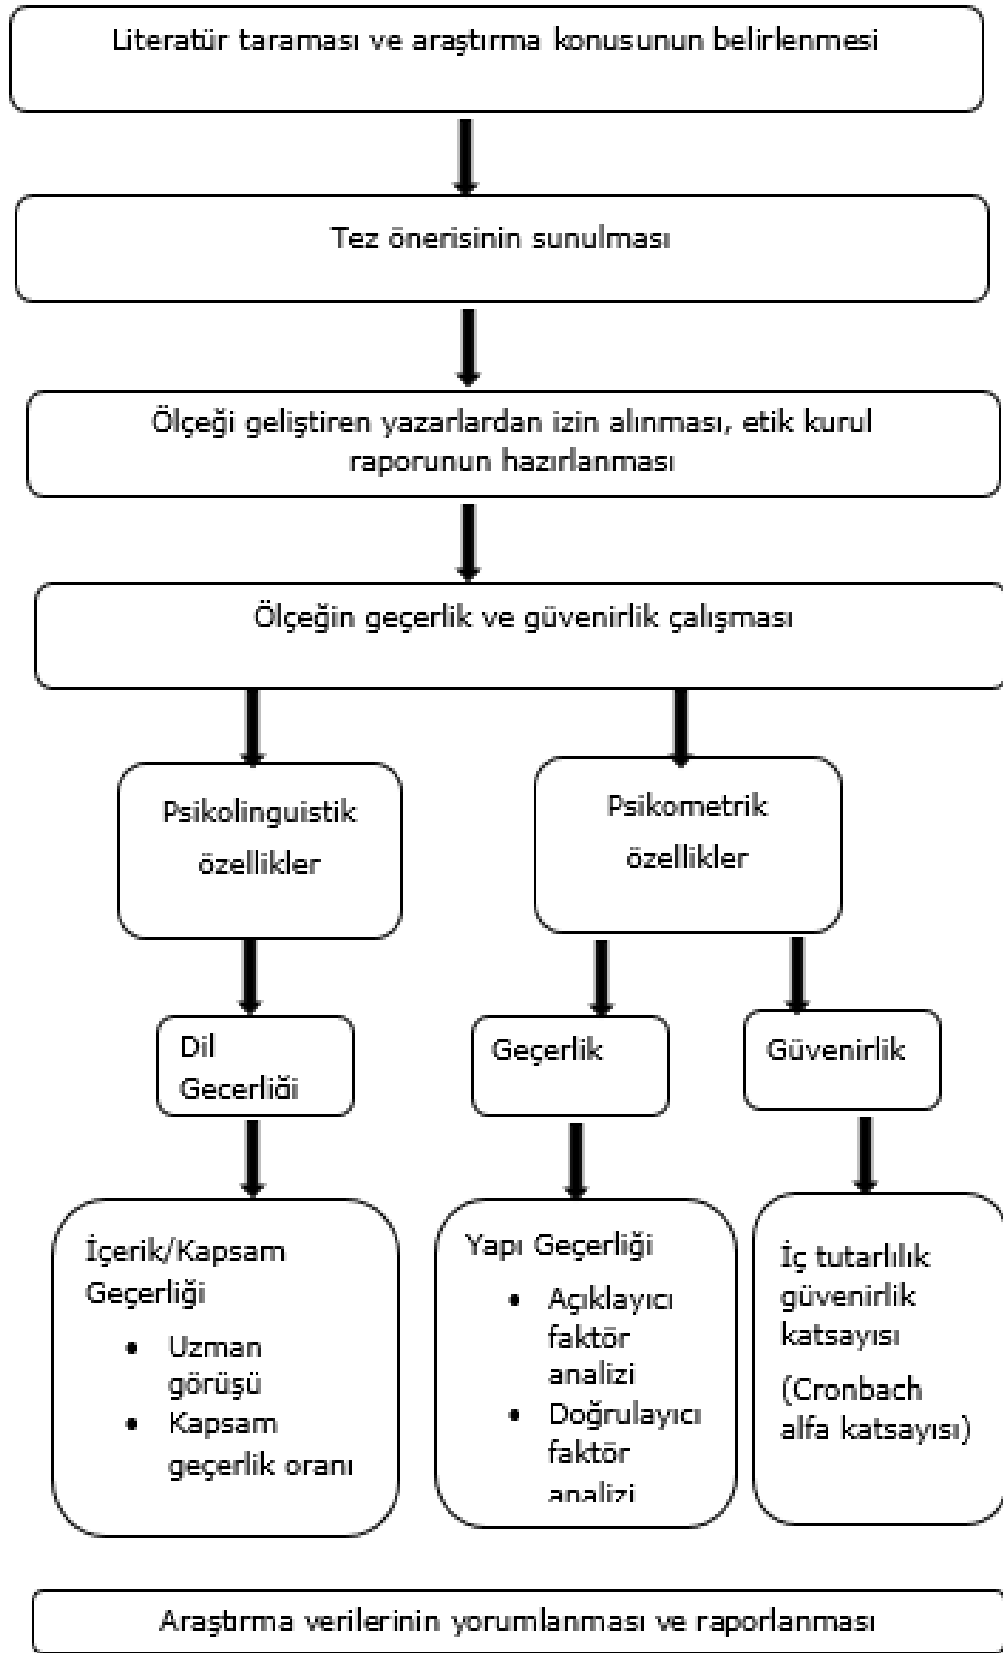 Literatür taraması ve araştırma konusunun belirlenmesi
Tez önerisinin sunulması
Ölçeği geliştiren yazarlardan izin alınması, etik kurul
raporunun hazırlanması
Ölçeğin geçerlik ve güvenirlik çalışması
Psikolinguistik
özellikler
Psikometrik
özellikler
Dil
Geçerliği
Geçerlik
Güvenirlik
İçerik/Kapsam
Geçerliği
• Uzman
görüşü
• Kapsam
geçerlik oranı
Yapı Geçerliği
• Açıklayıcı
faktör
analizi
• Doğrulayıcı
faktör
analizi
İç tutarlılık
güvenirlik
katsayısı
(Cronbach
alfa katsayısı)
Araştırma verilerinin yorumlanması ve raporlanması